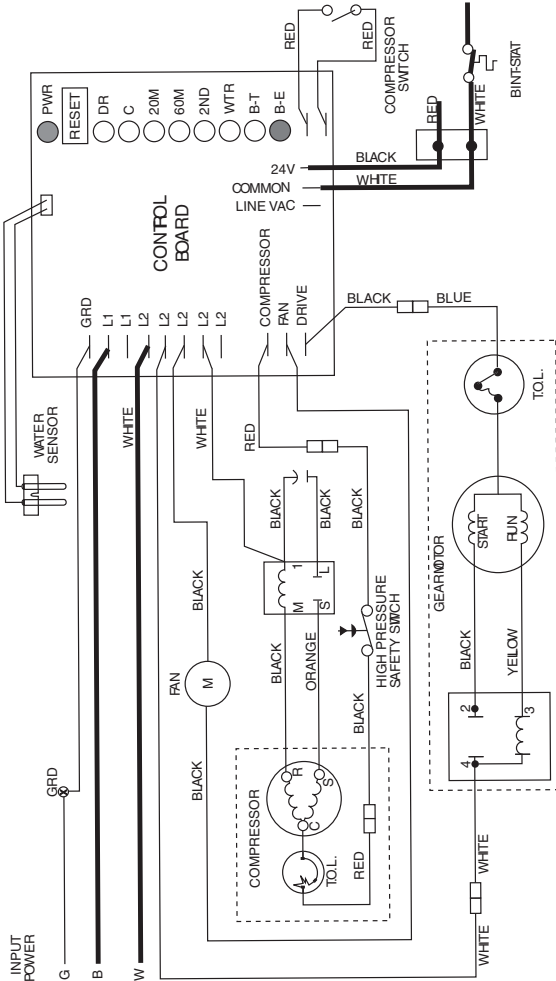 INPUT
POWER
G
B
W
GRD
WATER
SENSOR
GRD
L1
L1
L2
L2
L2
L2
L2
WHITE
WHITE
CONTROL
BOARD
PWR
RESET
DR
C
20M
60M
2ND
WTR
B-T
B-E
24V
COMMON
LINE VAC
COMPRESSOR
FAN
DRIVE
RED
RED
COMPRESSOR
SWITCH
BLACK
WHITE
RED
WHITE
BINT-STAT
FAN
M
BLACK
BLACK
RED
BLACK
BLACK
BLACK
1
M
L
S
BLACK
ORANGE
HIGH PRESSURE
SAFETY SWICH
BLACK
COMPRESSOR
R
S
C
T.O.L.
RED
BLACK
BLUE
T.O.L.
GEARMOTOR
START
RUN
BLACK
YELLOW
2
4
3
WHITE
WHITE